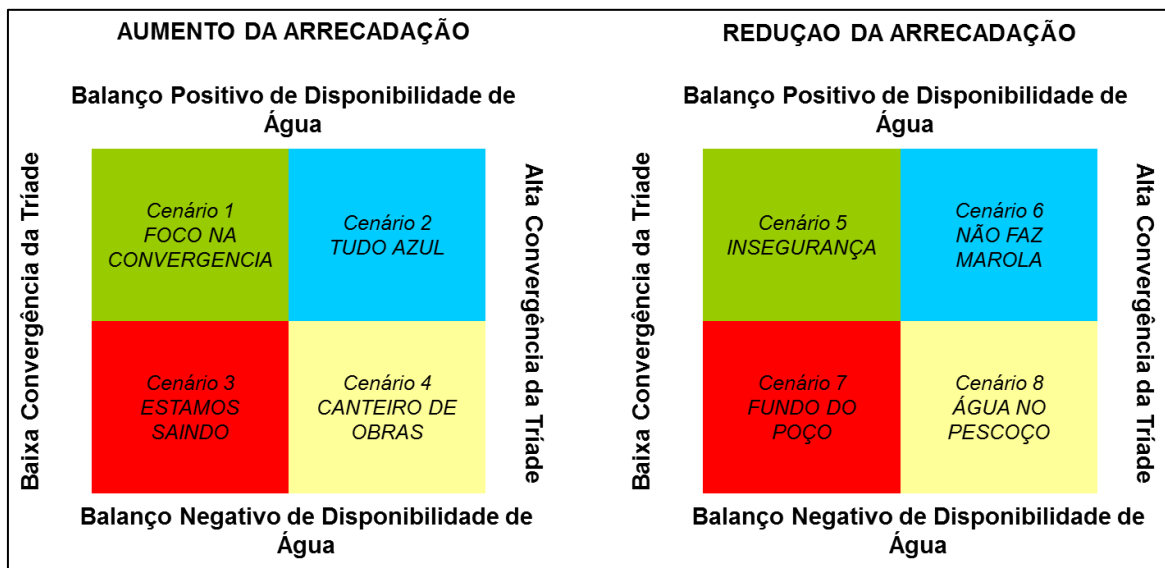 AUMENTO DA ARRECADAÇÃO
Balanço Positivo de Disponibilidade de
Água
Baixa Convergência da Tríade
Cenário 1
FOCO NA
CONVERGENCIA
Cenário 2
TUDO AZUL
Cenário 3
ESTAMOS
SAINDO
Cenário 4
CANTEIRO DE
OBRAS
Alta Convergência da Tríade
Balanço Negativo de Disponibilidade de
Água
REDUÇAO DA ARRECADAÇÃO
Balanço Positivo de Disponibilidade de
Água
Baixa Convergência da Tríade
Cenário 5
INSEGURANÇA
Cenário 6
NÃO FAZ
MAROLA
Cenário 7
FUNDO DO
POÇO
Cenário 8
ÁGUA NO
PESCOÇO
Alta Convergência da Tríade
Balanço Negativo de Disponibilidade de
Água